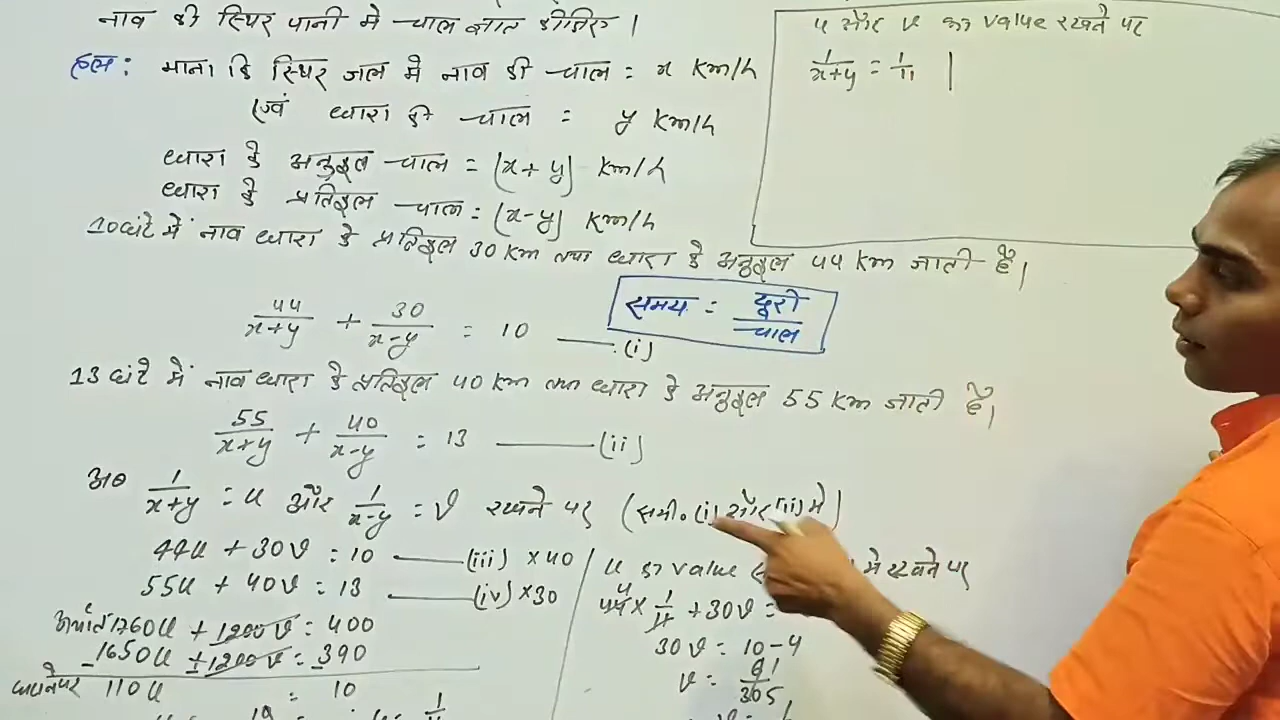 नाव की स्थिर पानी मे चाल ज्ञात कीजिए ।
हल: माना कि स्थिर जल मे नाव की चाल = x km/h
एवं धारा की चाल = y km/h
धारा के अनुकूल चाल = (x+y) km/h
धारा के प्रतिकूल चाल = (x-y) km/h
10 घंटे में नाव धारा के प्रतिकूल 30 km तथा धारा के अनुकूल 44 km जाती है।
समय = दूरी/चाल
44/x+y + 30/x-y = 10 —— (i)
13 घंटे में नाव धारा के प्रतिकूल 40 km तथा धारा के अनुकूल 55 km जाती है।
55/x+y + 40/x-y = 13 —— (ii)
अब 1/x+y = u और 1/x-y = v रखने पर (समी० (i) और (ii) मे)
44u + 30v = 10 —— (iii) ×40
55u + 40v = 13 —— (iv) ×30
अर्थात 1760u + 1200v = 400
-1650u ± 1200v = -390
घटाने पर 110u = 10
u का value मे रखने पर
44 × 1/11 + 30v =
30v = 10-4
v =
u और v का value रखने पर
1/x+y = 1/11 |